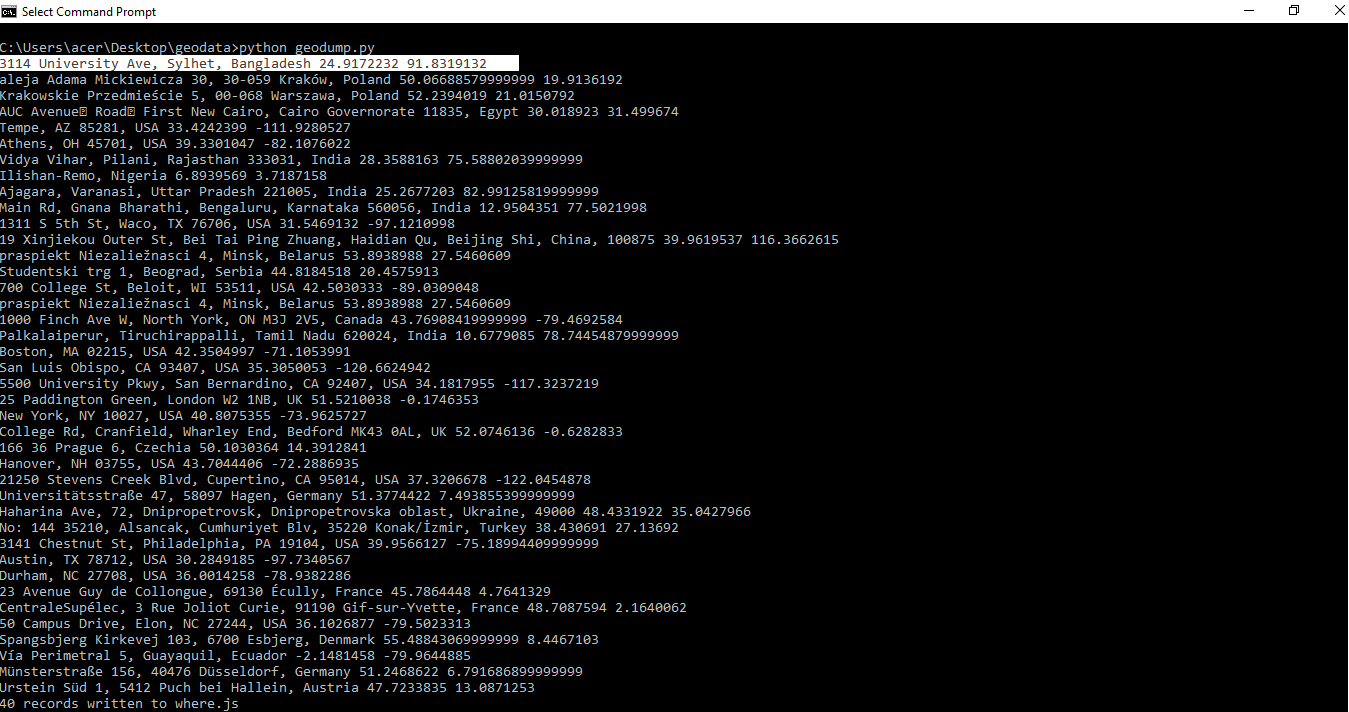 Select Command Prompt
C:\Users\acer\Desktop\geodata>python geodump.py
3114 University Ave, Sylhet, Bangladesh 24.9172232 91.8319132
aleja Adama Mickiewicza 30, 30-059 Kraków, Poland 50.06688579999999 19.9136192
Krakowskie Przedmieście 5, 00-068 Warszawa, Poland 52.2394019 21.0150792
AUC Avenue Road First New Cairo, Cairo Governorate 11835, Egypt 30.018923 31.499674
Tempe, AZ 85281, USA 33.4242399 -111.9280527
Athens, OH 45701, USA 39.3301047 -82.1076022
Vidya Vihar, Pilani, Rajasthan 333031, India 28.3588163 75.58802039999999
Ilishan-Remo, Nigeria 6.8939569 3.7187158
Ajagara, Varanasi, Uttar Pradesh 221005, India 25.2677203 82.99125819999999
Main Rd, Gnana Bharathi, Bengaluru, Karnataka 560056, India 12.9504351 77.5021998
1311 S 5th St, Waco, TX 76706, USA 31.5469132 -97.1210998
19 Xinjiekou Outer St, Bei Tai Ping Zhuang, Haidian Qu, Beijing Shi, China, 100875 39.9619537 116.3662615
praspiekt Niezaliežnasci 4, Minsk, Belarus 53.8938988 27.5460609
Studentski trg 1, Beograd, Serbia 44.8184518 20.4575913
700 College St, Beloit, WI 53511, USA 42.5030333 -89.0309048
praspiekt Niezaliežnasci 4, Minsk, Belarus 53.8938988 27.5460609
1000 Finch Ave W, North York, ON M3J 2V5, Canada 43.76908419999999 -79.4692584
Palkalaiperur, Tiruchirappalli, Tamil Nadu 620024, India 10.6779085 78.74454879999999
Boston, MA 02215, USA 42.3504997 -71.1053991
San Luis Obispo, CA 93407, USA 35.3050053 -120.6624942
5500 University Pkwy, San Bernardino, CA 92407, USA 34.1817955 -117.3237219
25 Paddington Green, London W2 1NB, UK 51.5210038 -0.1746353
New York, NY 10027, USA 40.8075355 -73.9625727
College Rd, Cranfield, Wharley End, Bedford MK43 0AL, UK 52.0746136 -0.6282833
166 36 Prague 6, Czechia 50.1030364 14.3912841
Hanover, NH 03755, USA 43.7044406 -72.2886935
21250 Stevens Creek Blvd, Cupertino, CA 95014, USA 37.3206678 -122.0454878
Universitätsstraße 47, 58097 Hagen, Germany 51.3774422 7.493855399999999
Haharina Ave, 72, Dnipropetrovsk, Dnipropetrovska oblast, Ukraine, 49000 48.4331922 35.0427966
No: 144 35210, Alsancak, Cumhuriyet Blv, 35220 Konak/İzmir, Turkey 38.430691 27.13692
3141 Chestnut St, Philadelphia, PA 19104, USA 39.9566127 -75.18994409999999
Austin, TX 78712, USA 30.2849185 -97.7340567
Durham, NC 27708, USA 36.0014258 -78.9382286
23 Avenue Guy de Collongue, 69130 Écully, France 45.7864448 4.7641329
CentraleSupélec, 3 Rue Joliot Curie, 91190 Gif-sur-Yvette, France 48.7087594 2.1640062
50 Campus Drive, Elon, NC 27244, USA 36.1026877 -79.5023313
Spangsbjerg Kirkevej 103, 6700 Esbjerg, Denmark 55.48843069999999 8.4467103
Vía Perimetral 5, Guayaquil, Ecuador -2.1481458 -79.9644885
Münsterstraße 156, 40476 Düsseldorf, Germany 51.2468622 6.791686899999999
Urstein Süd 1, 5412 Puch bei Hallein, Austria 47.7233835 13.0871253
40 records written to where.js